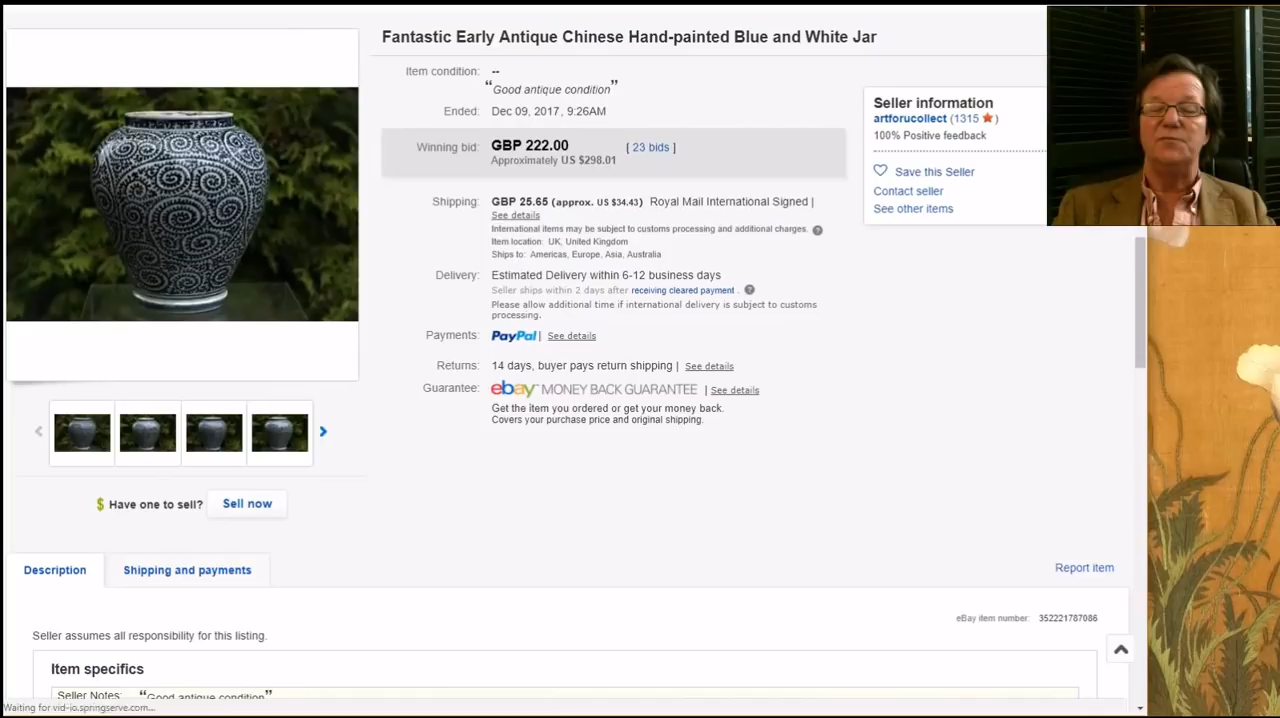 Fantastic Early Antique Chinese Hand-painted Blue and White Jar
Item condition: --
“Good antique condition”
Ended: Dec 09, 2017, 9:26AM
Winning bid: GBP 222.00 [ 23 bids ]
Approximately US $298.01
Shipping: GBP 25.65 (approx. US $34.43) Royal Mail International Signed |
See details
International items may be subject to customs processing and additional charges. ?
Item location: UK, United Kingdom
Ships to: Americas, Europe, Asia, Australia
Delivery: Estimated Delivery within 6-12 business days
Seller ships within 2 days after receiving cleared payment . ?
Please allow additional time if international delivery is subject to customs
processing.
Payments: PayPal | See details
Returns: 14 days, buyer pays return shipping | See details
Guarantee: ebay MONEY BACK GUARANTEE | See details
Get the item you ordered or get your money back.
Covers your purchase price and original shipping.
Seller information
artforucollect (1315 ★ )
100% Positive feedback
Save this Seller
Contact seller
See other items
$ Have one to sell? Sell now
Description Shipping and payments
Report item
eBay item number: 352221787086
Seller assumes all responsibility for this listing.
Item specifics
Seller Notes: “Good antique condition”
Waiting for vid-io.springserve.com...